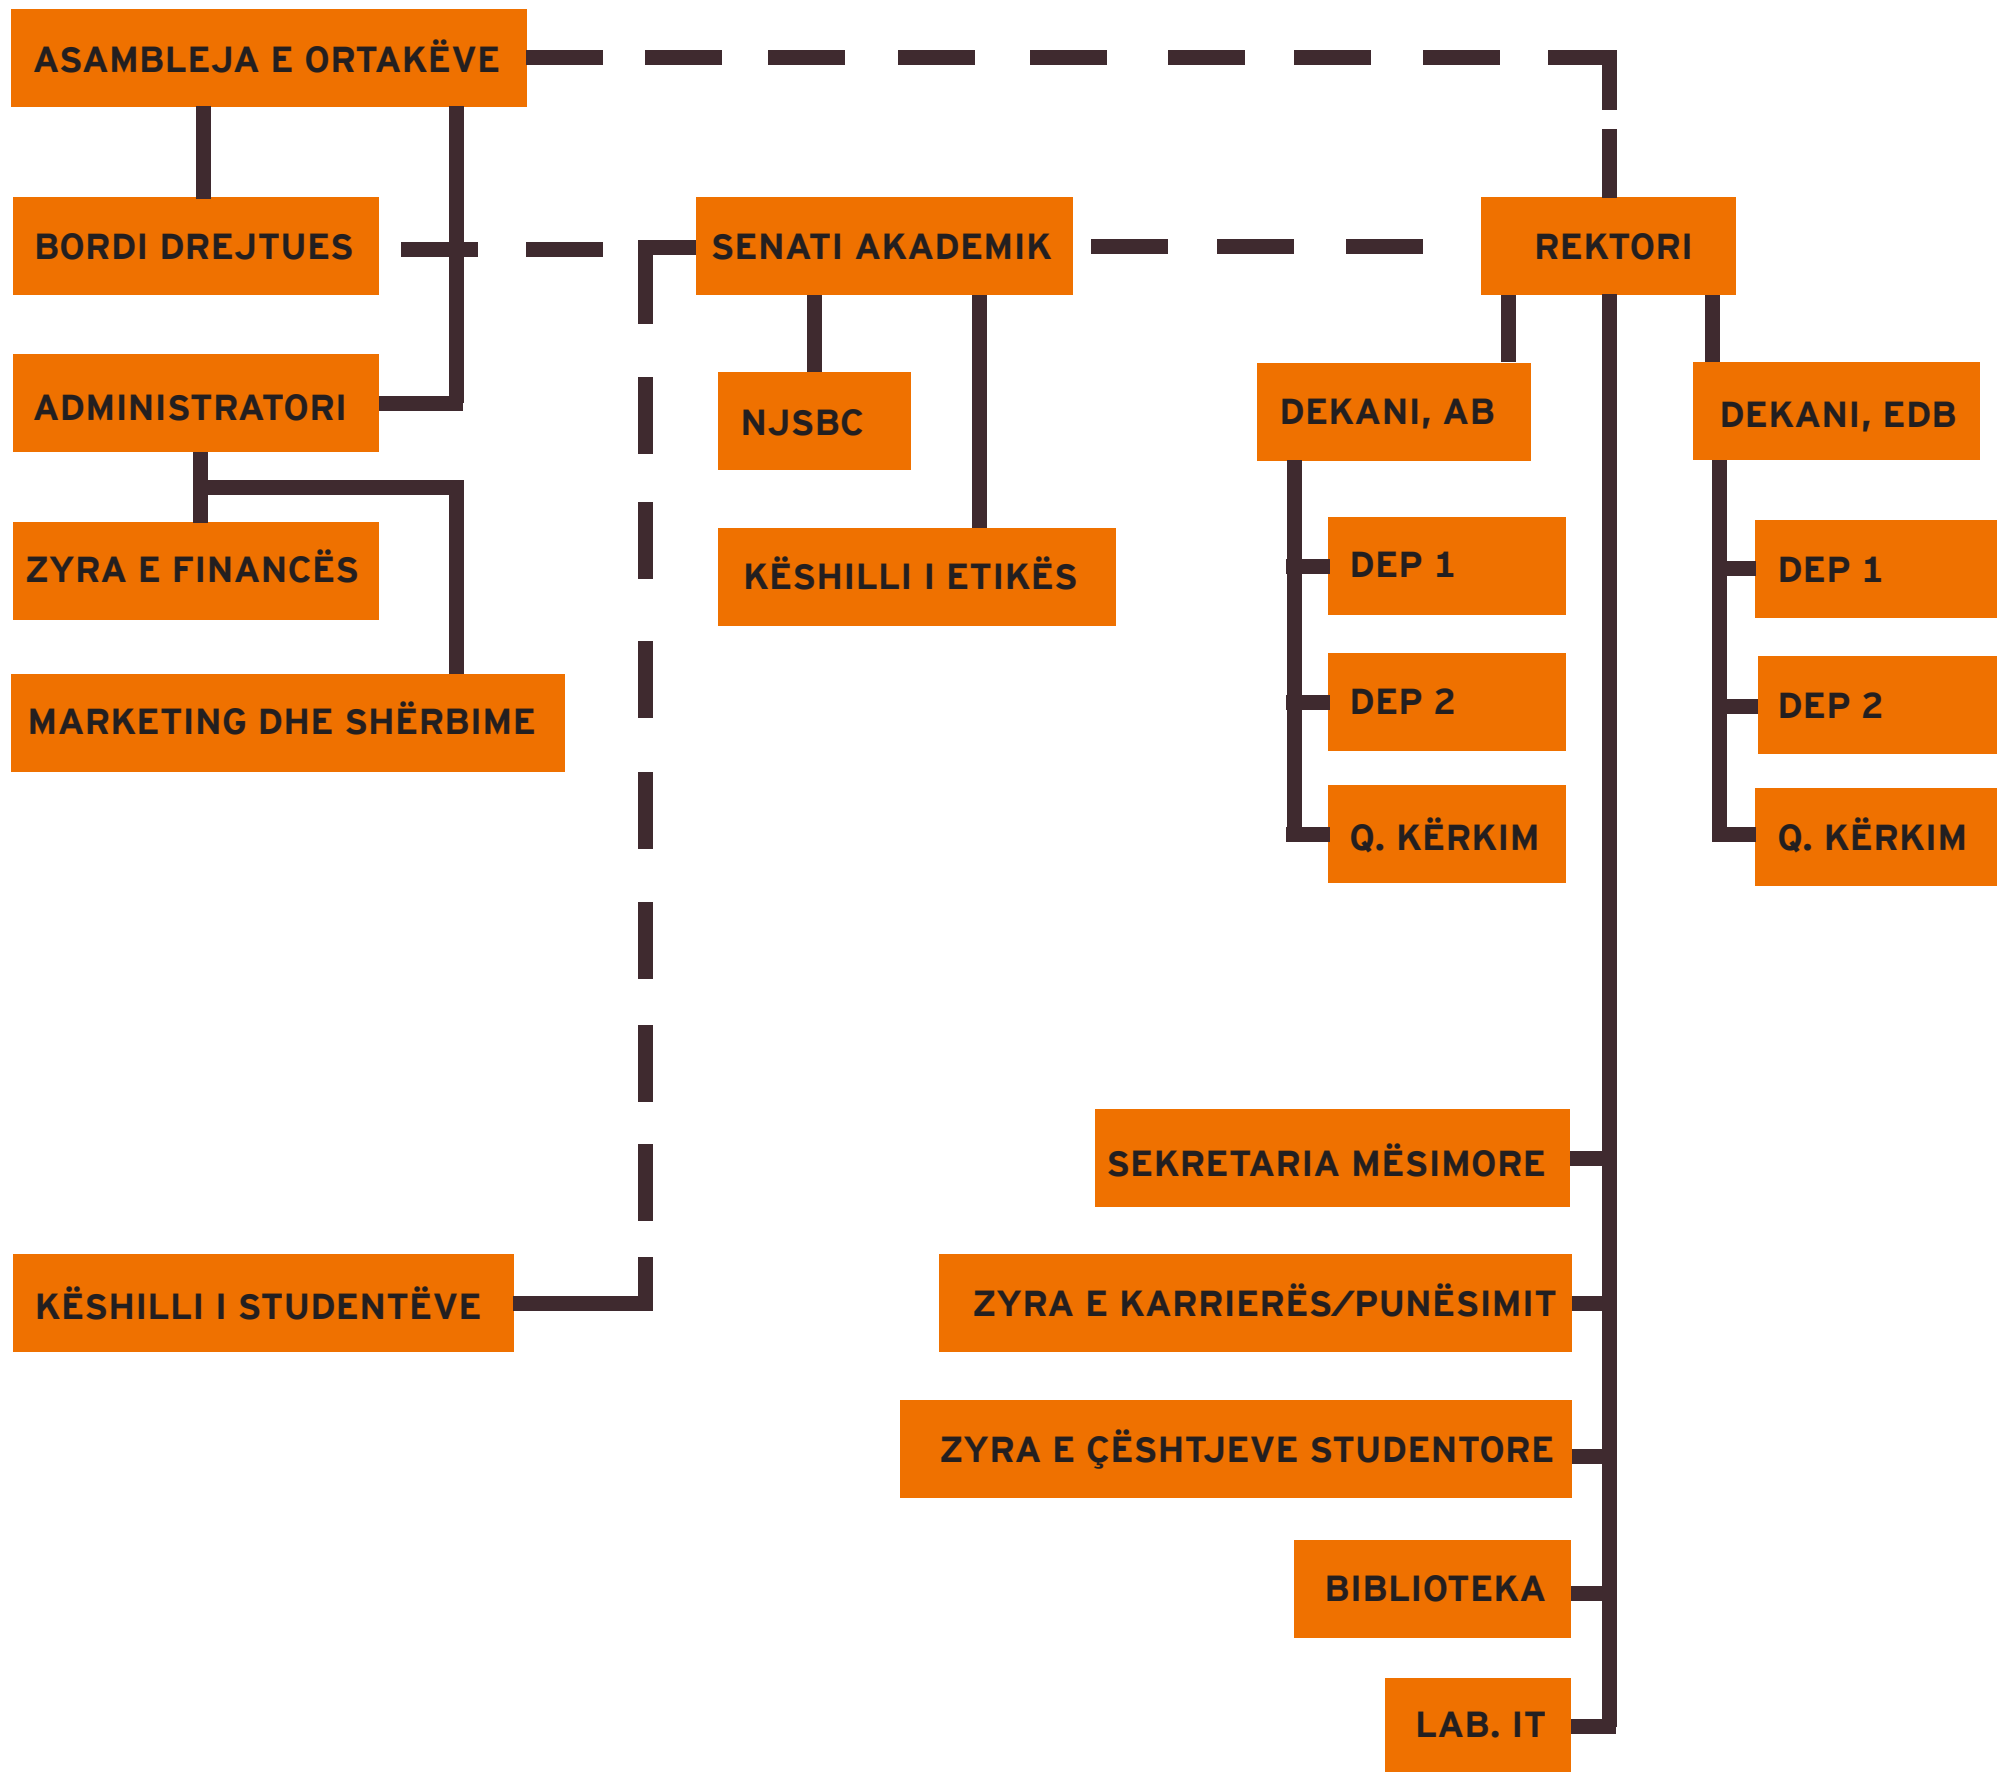 ASAMBLEJA E ORTAKËVE
BORDI DREJTUES
SENATI AKADEMIK
REKTORI
ADMINISTRATORI
NJSBC
DEKANI, AB
DEKANI, EDB
ZYRA E FINANCËS
KËSHILLI I ETIKËS
DEP 1
DEP 1
MARKETING DHE SHËRBIME
DEP 2
DEP 2
Q. KËRKIM
Q. KËRKIM
SEKRETARIA MËSIMORE
KËSHILLI I STUDENTËVE
ZYRA E KARRIERËS/PUNËSIMIT
ZYRA E ÇËSHTJEVE STUDENTORE
BIBLIOTEKA
LAB. IT